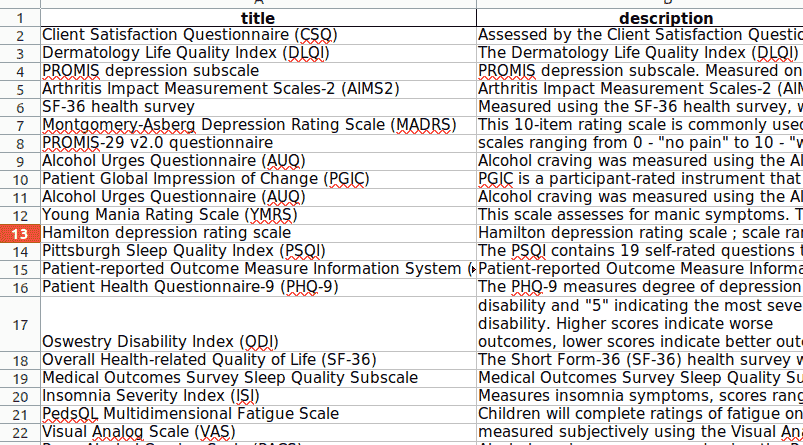 A B
1 title description
2 Client Satisfaction Questionnaire (CSQ) Assessed by the Client Satisfaction Questio
3 Dermatology Life Quality Index (DLQI) The Dermatology Life Quality Index (DLQI)
4 PROMIS depression subscale PROMIS depression subscale. Measured on
5 Arthritis Impact Measurement Scales-2 (AIMS2) Arthritis Impact Measurement Scales-2 (AI
6 SF-36 health survey Measured using the SF-36 health survey, w
7 Montgomery-Asberg Depression Rating Scale (MADRS) This 10-item rating scale is commonly used
8 PROMIS-29 v2.0 questionnaire scales ranging from 0 - "no pain" to 10 - "w
9 Alcohol Urges Questionnaire (AUQ) Alcohol craving was measured using the Al
10 Patient Global Impression of Change (PGIC) PGIC is a participant-rated instrument that
11 Alcohol Urges Questionnaire (AUQ) Alcohol craving was measured using the Al
12 Young Mania Rating Scale (YMRS) This scale assesses for manic symptoms. T
13 Hamilton depression rating scale Hamilton depression rating scale ; scale ran
14 Pittsburgh Sleep Quality Index (PSQI) The PSQI contains 19 self-rated questions t
15 Patient-reported Outcome Measure Information System ( Patient-reported Outcome Measure Informa
16 Patient Health Questionnaire-9 (PHQ-9) The PHQ-9 measures degree of depression
disability and "5" indicating the most seve
17 disability. Higher scores indicate worse
Oswestry Disability Index (ODI) outcomes, lower scores indicate better outc
18 Overall Health-related Quality of Life (SF-36) The Short Form-36 (SF-36) health survey w
19 Medical Outcomes Survey Sleep Quality Subscale Medical Outcomes Survey Sleep Quality Su
20 Insomnia Severity Index (ISI) Measures insomnia symptoms, scores rang
21 PedsQL Multidimensional Fatigue Scale Children will complete ratings of fatigue on
22 Visual Analog Scale (VAS) measured subjectively using the Visual Ana